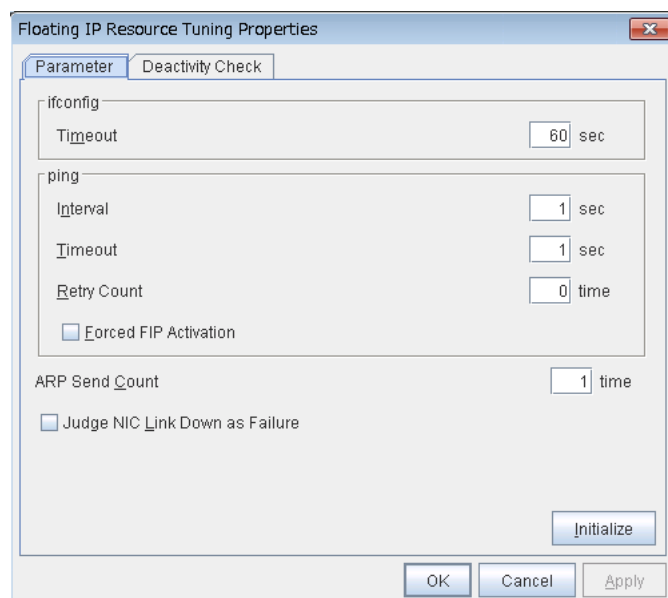 Floating IP Resource Tuning Properties
Parameter Deactivity Check
ifconfig
Timeout 60 sec
ping
Interval 1 sec
Timeout 1 sec
Retry Count 0 time
Forced FIP Activation
ARP Send Count 1 time
Judge NIC Link Down as Failure
Initialize
OK Cancel Apply